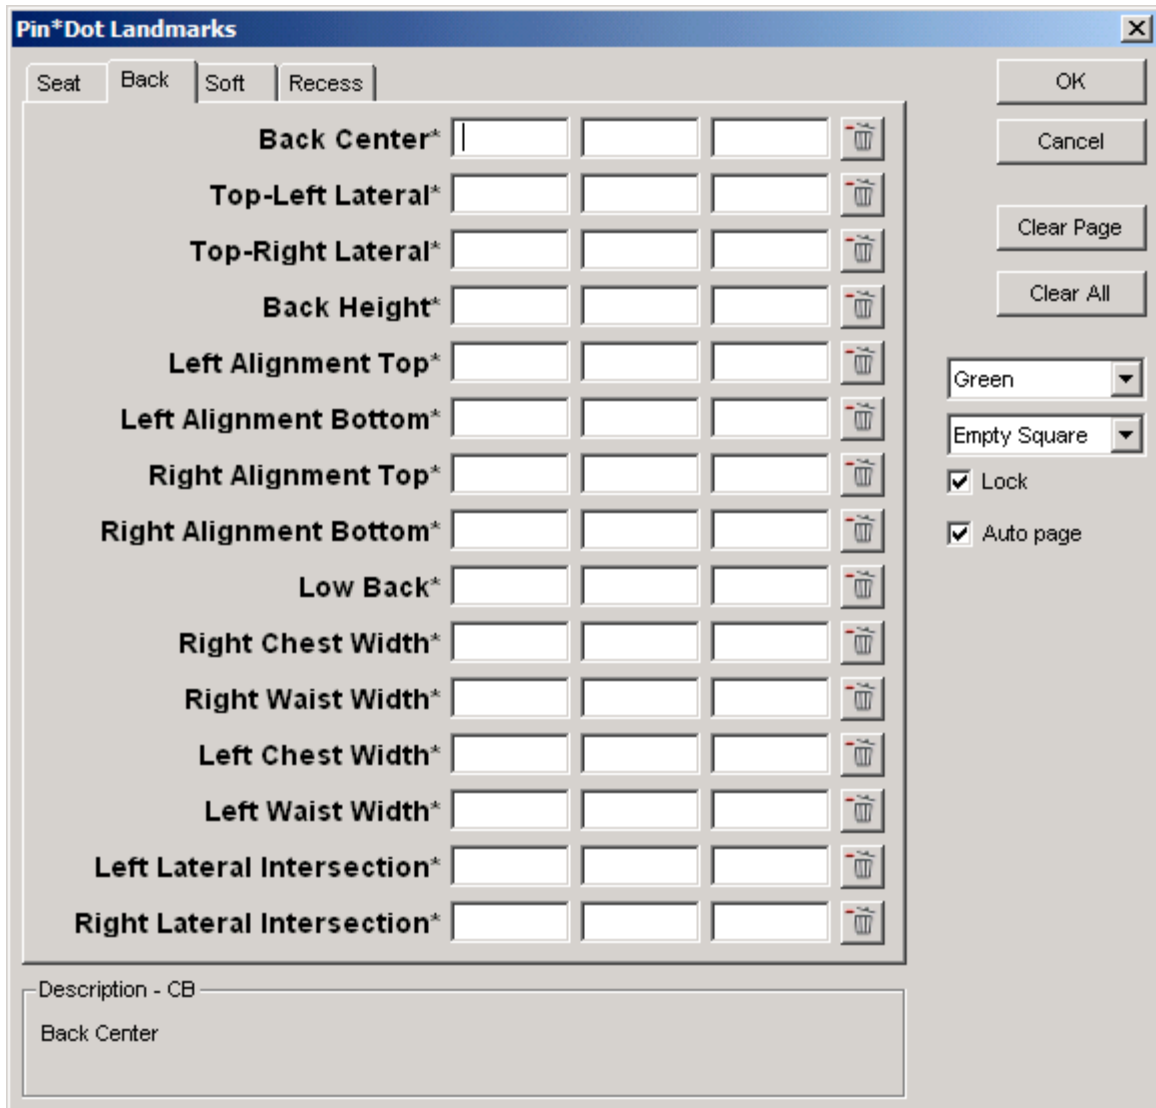 Pin*Dot Landmarks
Seat Back Soft Recess
OK
Back Center*
Cancel
Top-Left Lateral*
Top-Right Lateral*
Clear Page
Back Height*
Clear All
Left Alignment Top*
Green
Left Alignment Bottom*
Empty Square
Right Alignment Top*
Lock
Right Alignment Bottom*
Auto page
Low Back*
Right Chest Width*
Right Waist Width*
Left Chest Width*
Left Waist Width*
Left Lateral Intersection*
Right Lateral Intersection*
Description - CB
Back Center